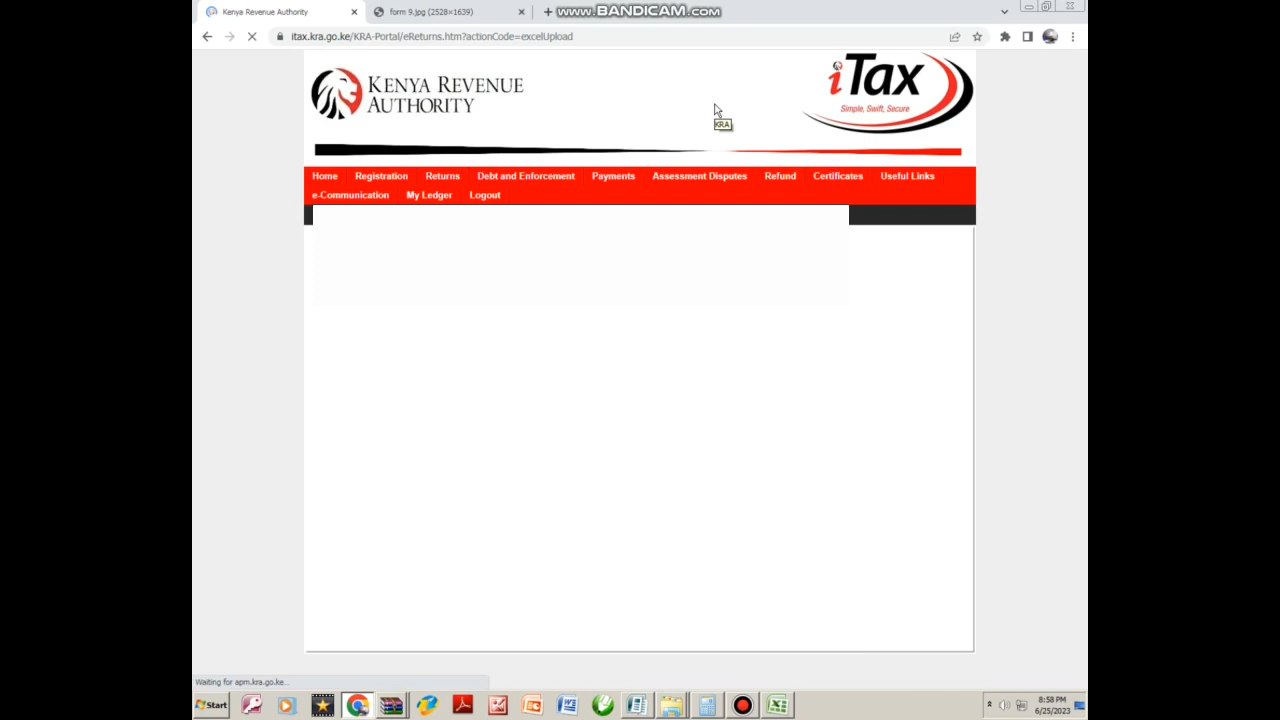 Kenya Revenue Authority
form 9.jpg (2528×1639)
www.BANDICAM.com
itax.kra.go.ke/KRA-Portal/eReturns.htm?actionCode=excelUpload
KENYA REVENUE
AUTHORITY
iTax
Simple, Swift, Secure
KRA
Home Registration Returns Debt and Enforcement Payments Assessment Disputes Refund Certificates Useful Links
e-Communication My Ledger Logout
Waiting for apm.kra.go.ke...
Start
8:58 PM
6/25/2023